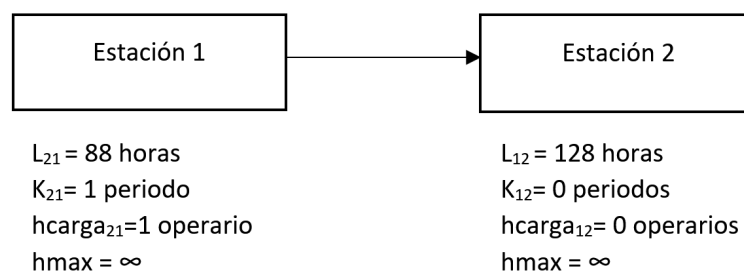 Estación 1
Estación 2
L₂₁ = 88 horas
K₂₁= 1 periodo
hcarga₂₁=1 operario
hmax = ∞
L₁₂ = 128 horas
K₁₂= 0 periodos
hcarga₁₂= 0 operarios
hmax = ∞